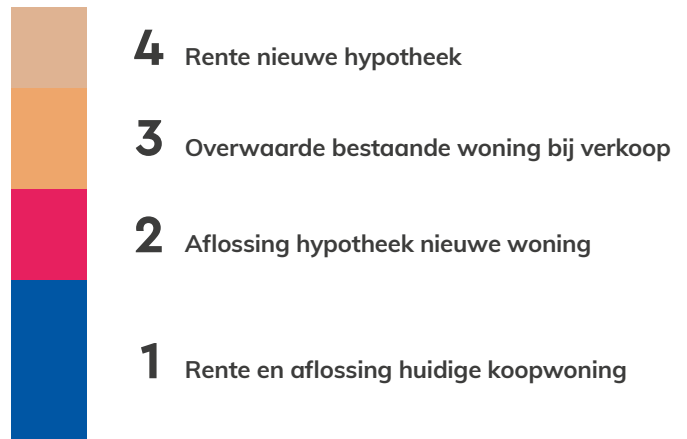 4 Rente nieuwe hypotheek
3 Overwaarde bestaande woning bij verkoop
2 Aflossing hypotheek nieuwe woning
1 Rente en aflossing huidige koopwoning